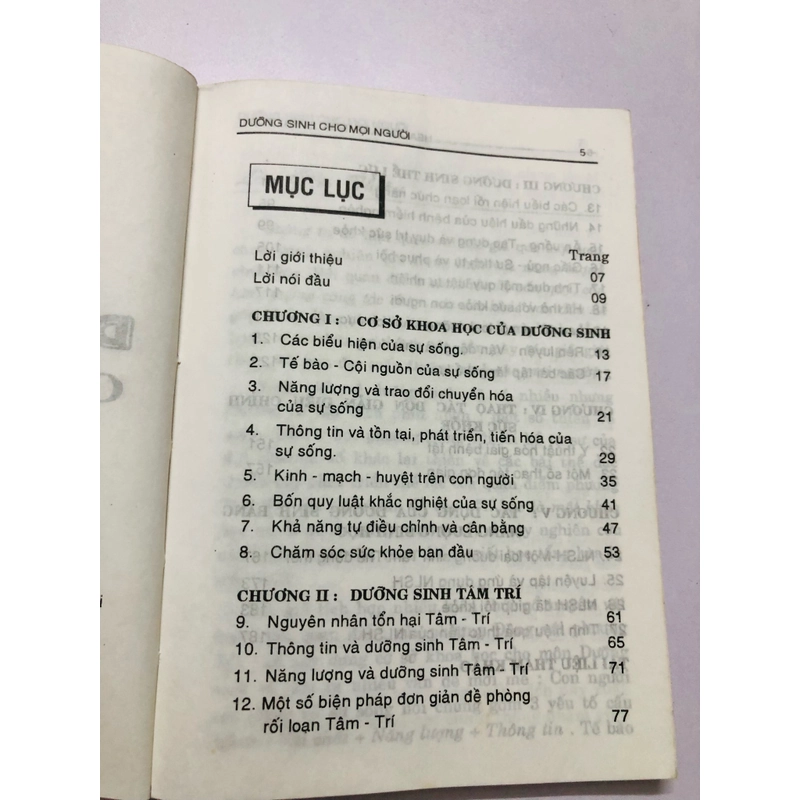 DƯỠNG SINH CHO MỌI NGƯỜI
5
MỤC LỤC
Trang
Lời giới thiệu 07
Lời nói đầu 09
CHƯƠNG I : CƠ SỞ KHOA HỌC CỦA DƯỠNG SINH
1. Các biểu hiện của sự sống. 13
2. Tế bào - Cội nguồn của sự sống 17
3. Năng lượng và trao đổi chuyển hóa
của sự sống 21
4. Thông tin và tồn tại, phát triển, tiến hóa của
sự sống. 29
5. Kinh - mạch - huyệt trên con người 35
6. Bốn quy luật khắc nghiệt của sự sống 41
7. Khả năng tự điều chỉnh và cân bằng 47
8. Chăm sóc sức khỏe ban đầu 53
CHƯƠNG II : DƯỠNG SINH TÂM TRÍ
9. Nguyên nhân tổn hại Tâm - Trí 61
10. Thông tin và dưỡng sinh Tâm - Trí 65
11. Năng lượng và dưỡng sinh Tâm - Trí 71
12. Một số biện pháp đơn giản đề phòng
rối loạn Tâm - Trí 77